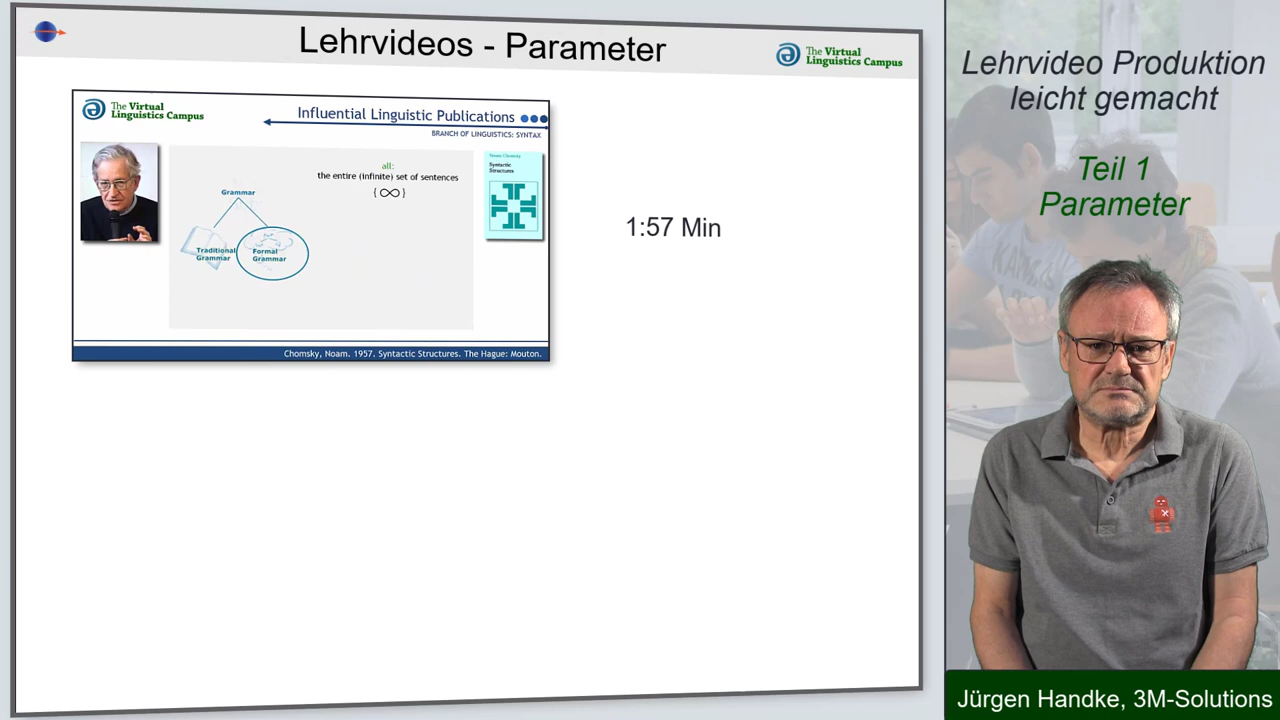 Lehrvideos - Parameter
The Virtual
Linguistics Campus
The Virtual
Linguistics Campus
Influential Linguistic Publications
BRANCH OF LINGUISTICS: SYNTAX
all:
the entire (infinite) set of sentences
{ ∞ }
Grammar
Traditional
Grammar
Formal
Grammar
Noam Chomsky
Syntactic
Structures
Chomsky, Noam. 1957. Syntactic Structures. The Hague: Mouton.
1:57 Min
Lehrvideo Produktion
leicht gemacht
Teil 1
Parameter
Jürgen Handke, 3M-Solutions